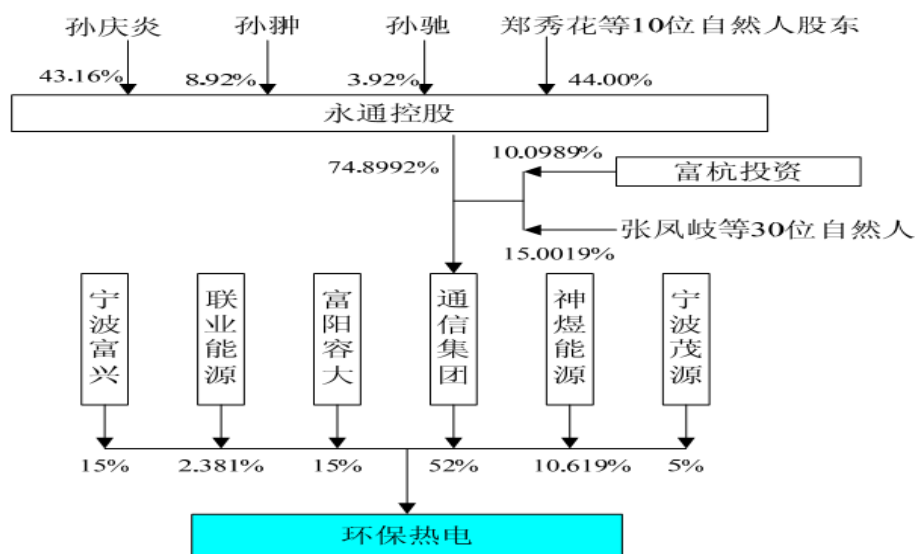 孙庆炎 孙翀 孙驰 郑秀花等10位自然人股东
43.16% 8.92% 3.92% 44.00%
永通控股
74.8992% 10.0989%
富杭投资
张凤岐等30位自然人
15.0019%
宁波富兴
联业能源
富阳容大
通信集团
神煜能源
宁波茂源
15% 2.381% 15% 52% 10.619% 5%
环保热电